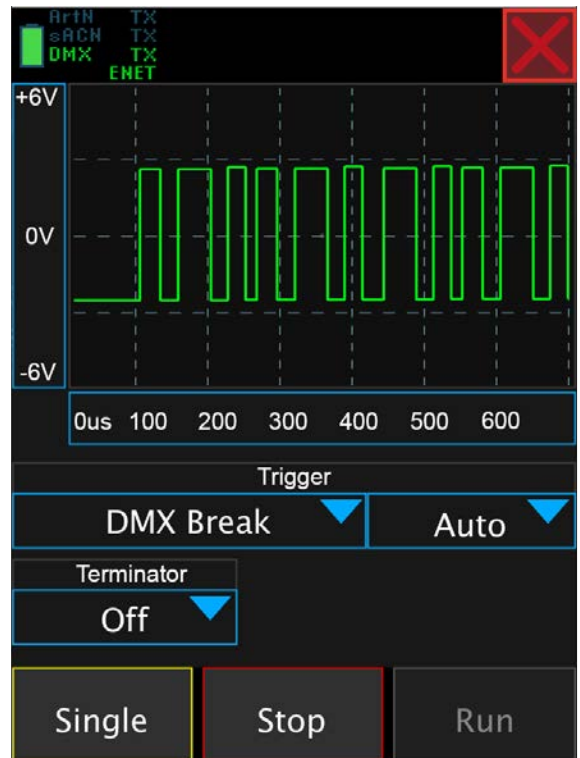 ArtN TX
sACN TX
DMX TX
ENET
+6V
0V
-6V
0us 100 200 300 400 500 600
Trigger
DMX Break Auto
Terminator
Off
Single Stop Run